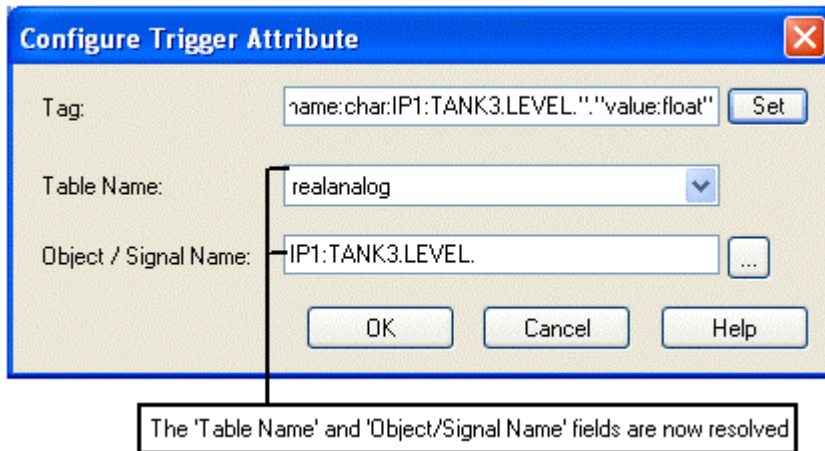 Configure Trigger Attribute
Tag:
name:char:IP1:TANK3.LEVEL."."value:float"
Set
Table Name:
realanalog
Object / Signal Name:
IP1:TANK3.LEVEL.
...
OK
Cancel
Help
The 'Table Name' and 'Object/Signal Name' fields are now resolved